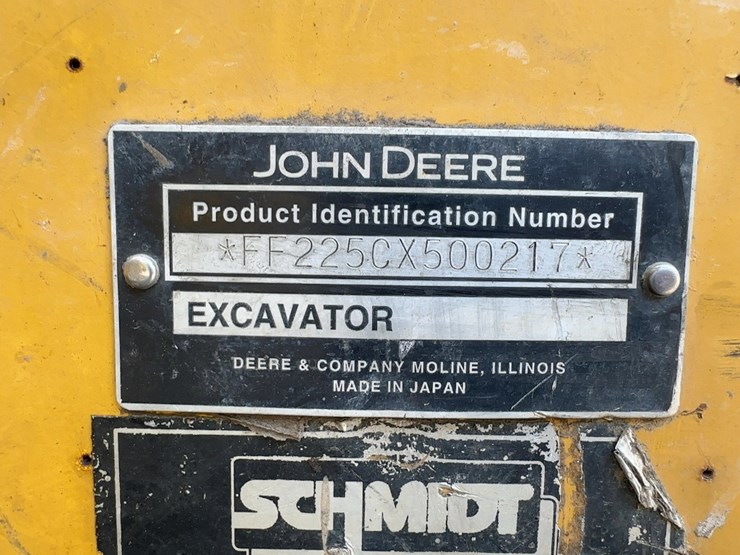 JOHN DEERE
Product Identification Number
*FF225CX500217*
EXCAVATOR
DEERE & COMPANY MOLINE, ILLINOIS
MADE IN JAPAN
SCHMIDT